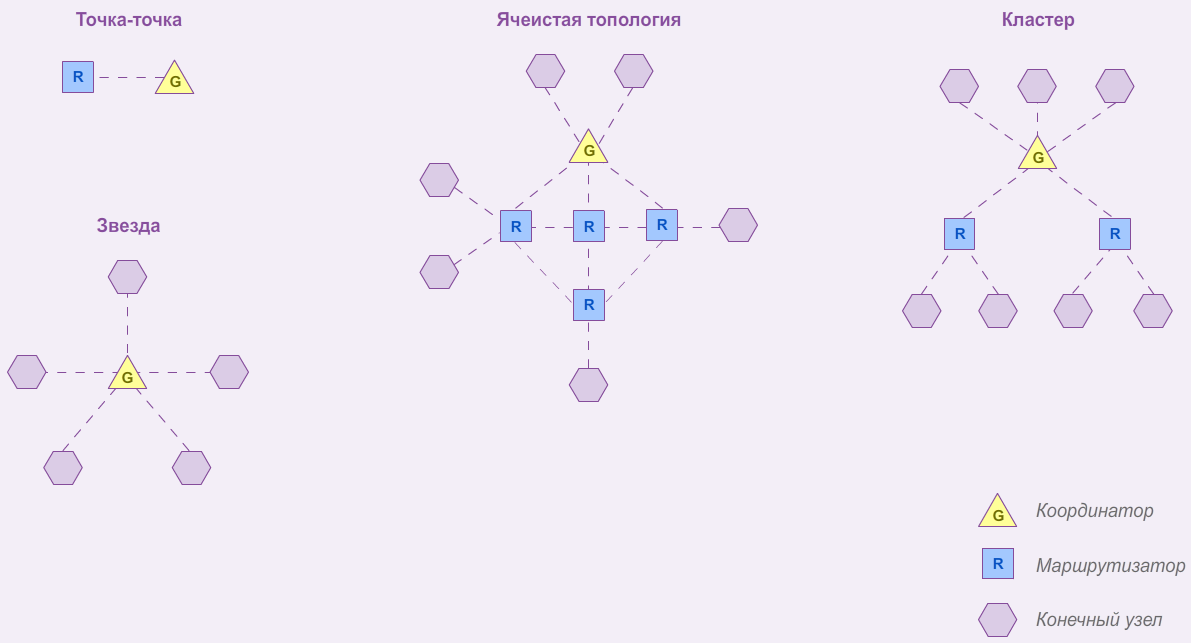 Точка-точка
R
G
Звезда
G
Ячеистая топология
G
R
R
R
R
Кластер
G
R
R
G
Координатор
R
Маршрутизатор
Конечный узел